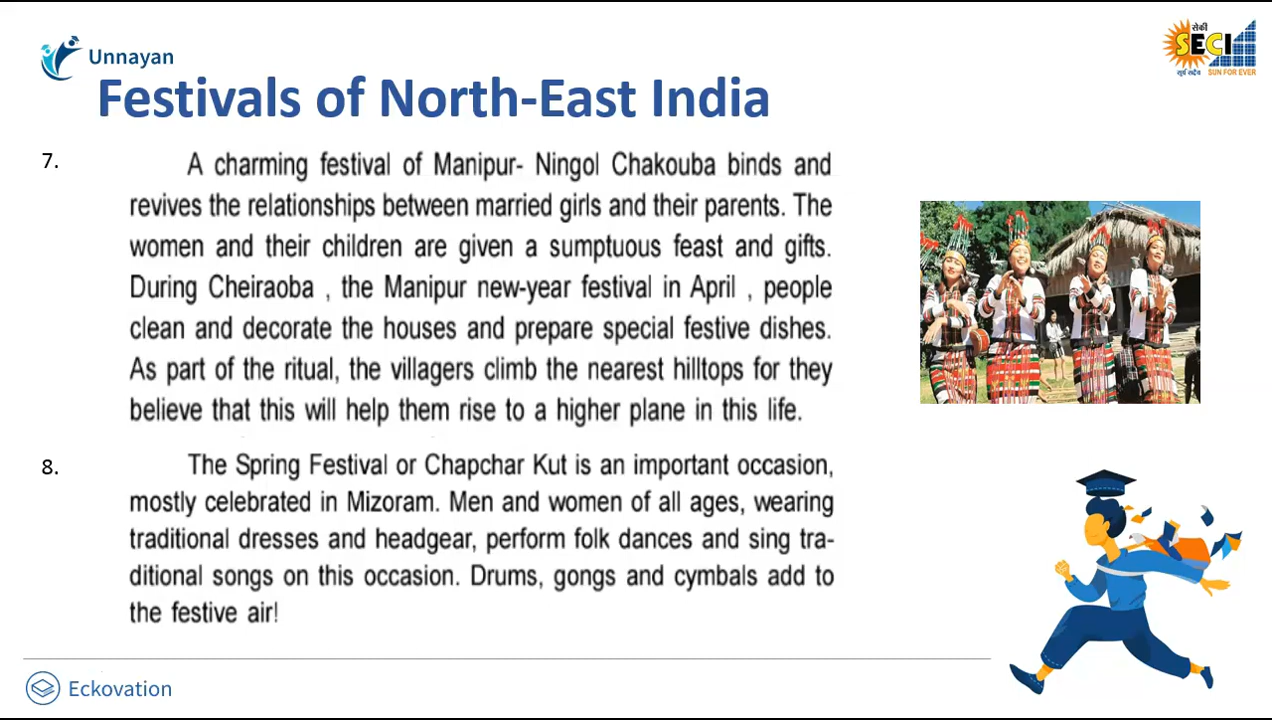 Unnayan
सेकी
SECI
सूर्य सदैव SUN FOR EVER
Festivals of North-East India
7.
A charming festival of Manipur- Ningol Chakouba binds and
revives the relationships between married girls and their parents. The
women and their children are given a sumptuous feast and gifts.
During Cheiraoba , the Manipur new-year festival in April , people
clean and decorate the houses and prepare special festive dishes.
As part of the ritual, the villagers climb the nearest hilltops for they
believe that this will help them rise to a higher plane in this life.
8.
The Spring Festival or Chapchar Kut is an important occasion,
mostly celebrated in Mizoram. Men and women of all ages, wearing
traditional dresses and headgear, perform folk dances and sing tra-
ditional songs on this occasion. Drums, gongs and cymbals add to
the festive air!
Eckovation